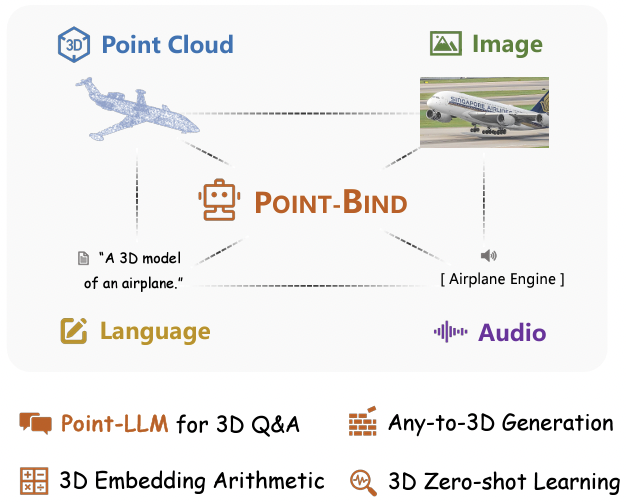 3D Point Cloud
Image
SINGAPORE AIRLINES
POINT-BIND
"A 3D model
of an airplane."
[ Airplane Engine ]
Language
Audio
Point-LLM for 3D Q&A
Any-to-3D Generation
3D Embedding Arithmetic
3D Zero-shot Learning